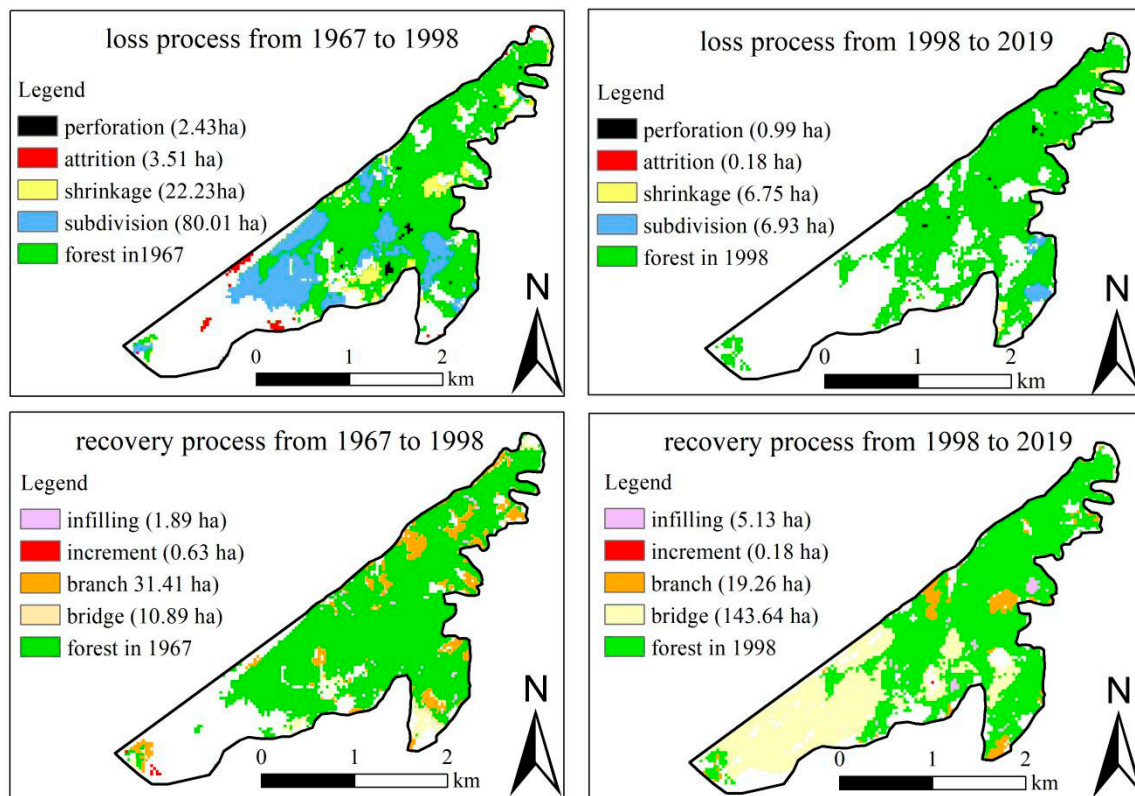 loss process from 1967 to 1998
Legend
perforation (2.43ha)
attrition (3.51 ha)
shrinkage (22.23ha)
subdivision (80.01 ha)
forest in1967
N
0 1 2
km
loss process from 1998 to 2019
Legend
perforation (0.99 ha)
attrition (0.18 ha)
shrinkage (6.75 ha)
subdivision (6.93 ha)
forest in 1998
N
0 1 2
km
recovery process from 1967 to 1998
Legend
infilling (1.89 ha)
increment (0.63 ha)
branch 31.41 ha)
bridge (10.89 ha)
forest in 1967
N
0 1 2
km
recovery process from 1998 to 2019
Legend
infilling (5.13 ha)
increment (0.18 ha)
branch (19.26 ha)
bridge (143.64 ha)
forest in 1998
N
0 1 2
km